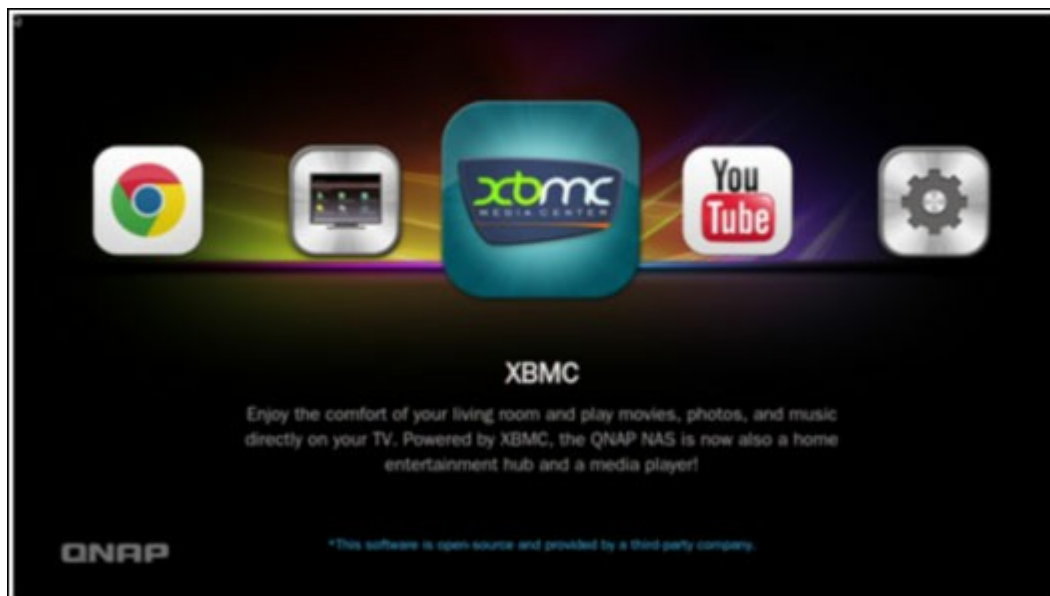 xbmc
MEDIA CENTER
You
Tube
XBMC
Enjoy the comfort of your living room and play movies, photos, and music
directly on your TV. Powered by XBMC, the QNAP NAS is now also a home
entertainment hub and a media player!
*This software is open-source and provided by a third-party company.
QNAP